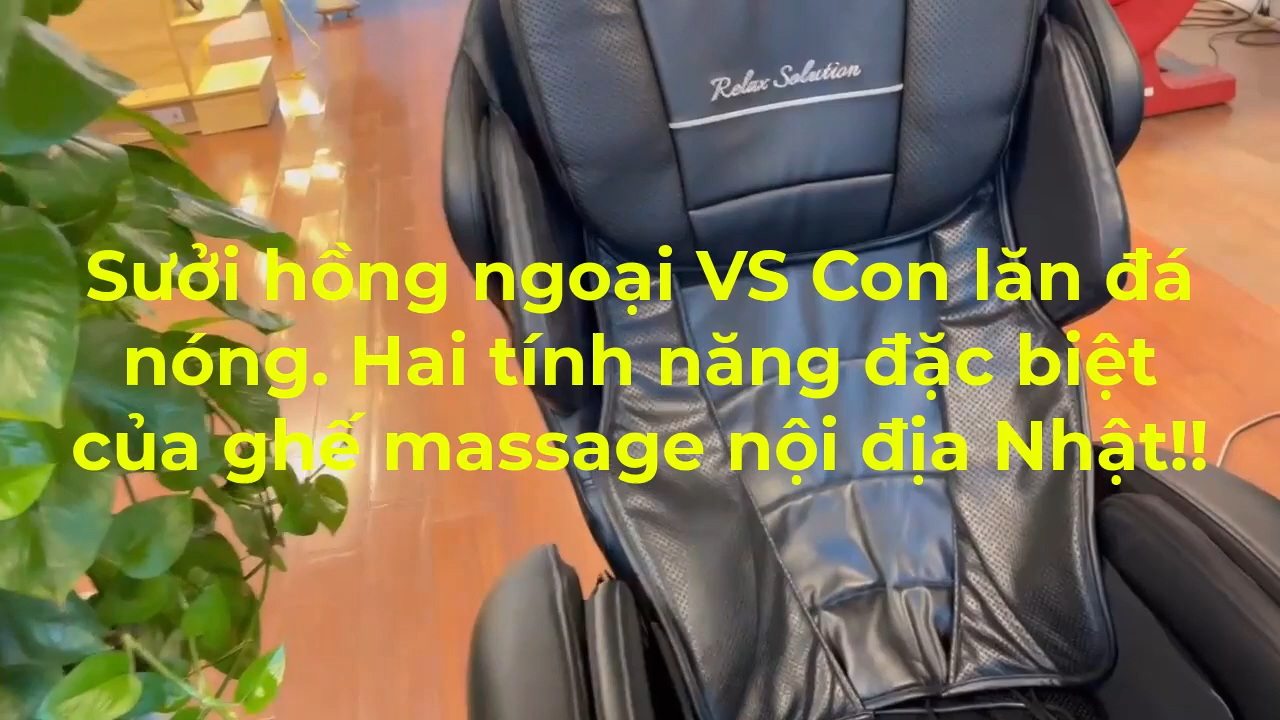 Relax Solution
Sưởi hồng ngoại VS Con lăn đá
nóng. Hai tính năng đặc biệt
của ghế massage nội địa Nhật!!